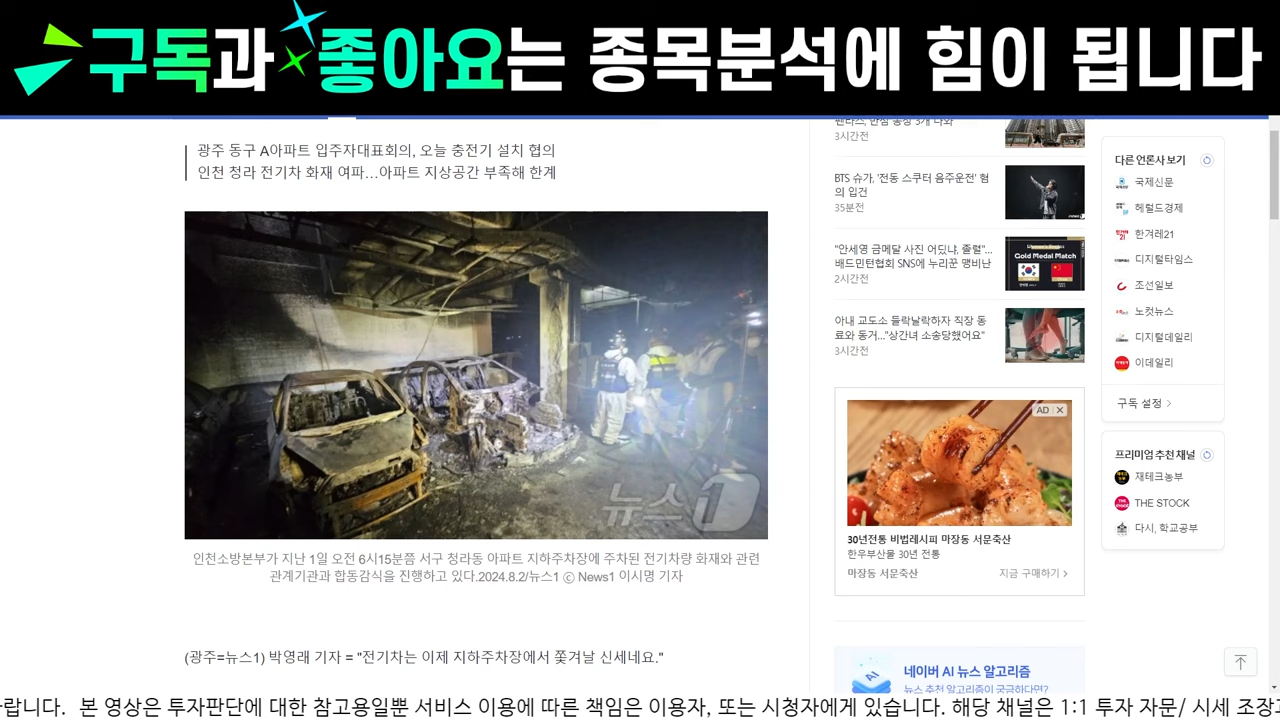 구독과 좋아요는 종목분석에 힘이 됩니다
광주 동구 A아파트 입주자대표회의, 오늘 충전기 설치 협의
인천 청라 전기차 화재 여파…아파트 지상공간 부족해 한계
뉴스1
인천소방본부가 지난 1일 오전 6시15분쯤 서구 청라동 아파트 지하주차장에 주차된 전기차량 화재와 관련
관계기관과 합동감식을 진행하고 있다.2024.8.2/뉴스1 ⓒ News1 이시명 기자
(광주=뉴스1) 박영래 기자 = "전기차는 이제 지하주차장에서 쫓겨날 신세네요."
3시간전
BTS 슈가, '전동 스쿠터 음주운전' 혐
의 입건
35분전
"안세영 금메달 사진 어딨냐, 졸렬"…
배드민턴협회 SNS에 누리꾼 맹비난
2시간전
Gold Medal Match
아내 교도소 들락날락하자 직장 동
료와 동거…"상간녀 소송당했어요"
3시간전
AD
30년전통 비법레시피 마장동 서문축산
한우부산물 30년 전통
마장동 서문축산
지금 구매하기 >
AI
네이버 AI 뉴스 알고리즘
뉴스 추천 알고리즘이 궁금하다면?
다른 언론사 보기
국제신문
헤럴드경제
한겨레21
디지털타임스
조선일보
노컷뉴스
디지털데일리
이데일리
구독 설정 >
프리미엄 추천 채널
재테크농부
THE STOCK
다시, 학교공부
랍니다. 본 영상은 투자판단에 대한 참고용일뿐 서비스 이용에 따른 책임은 이용자, 또는 시청자에게 있습니다. 해당 채널은 1:1 투자 자문/ 시세 조장